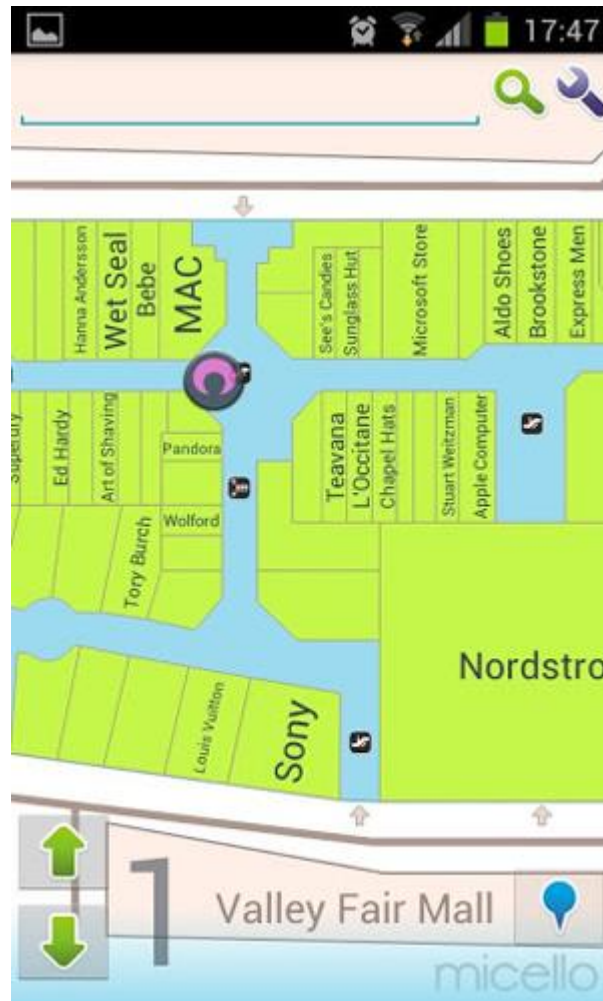 17:47
Hanna Andersson
Wet Seal
Bebe
MAC
See's Candies
Sunglass Hut
Microsoft Store
Aldo Shoes
Brookstone
Express Men
Superdry
Ed Hardy
Art of Shaving
Pandora
Teavana
L'Occitane
Chapel Hats
Stuart Weitzman
Apple Computer
Wolford
Tory Burch
Nordstro
Louis Vuitton
Sony
1
Valley Fair Mall
micello